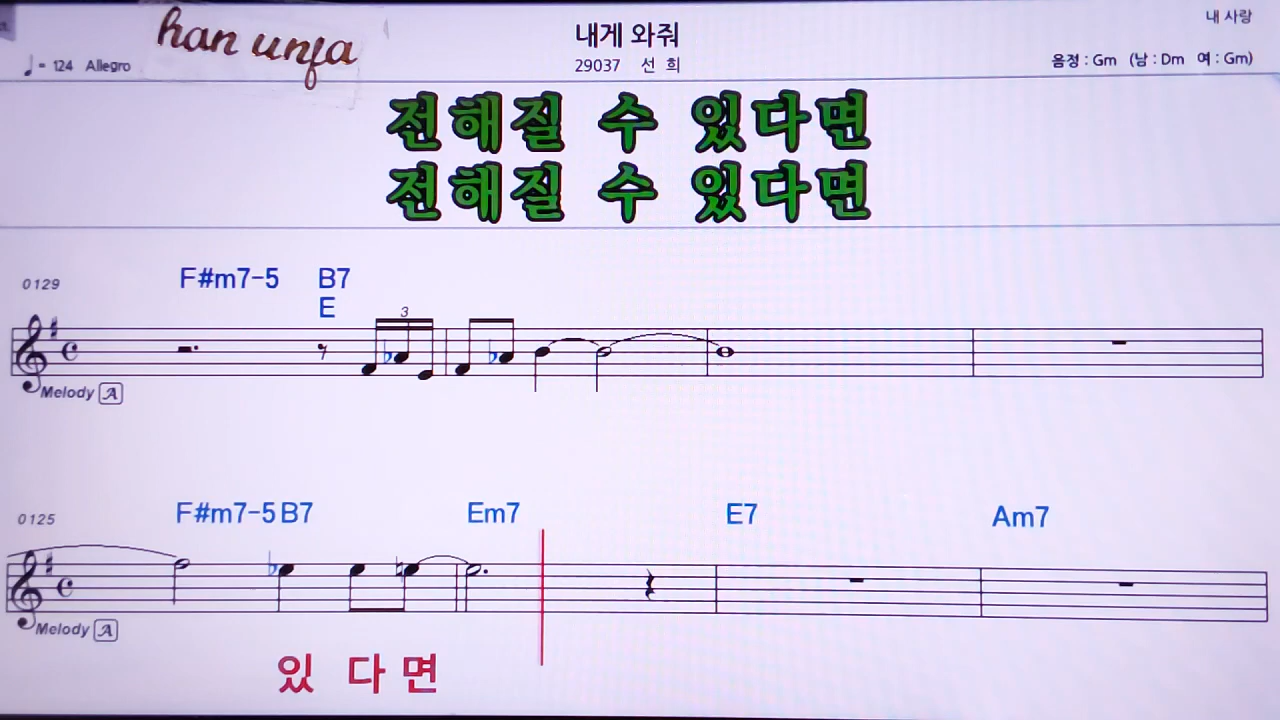 han unja
내게 와줘
내 사랑
♩= 124 Allegro
29037 선 희
음정 : Gm (남 : Dm 여 : Gm)
전해질 수 있다면
전해질 수 있다면
0129
F#m7-5 B7
E
3
Melody A
0125
F#m7-5 B7 Em7 E7 Am7
Melody A
있 다 면